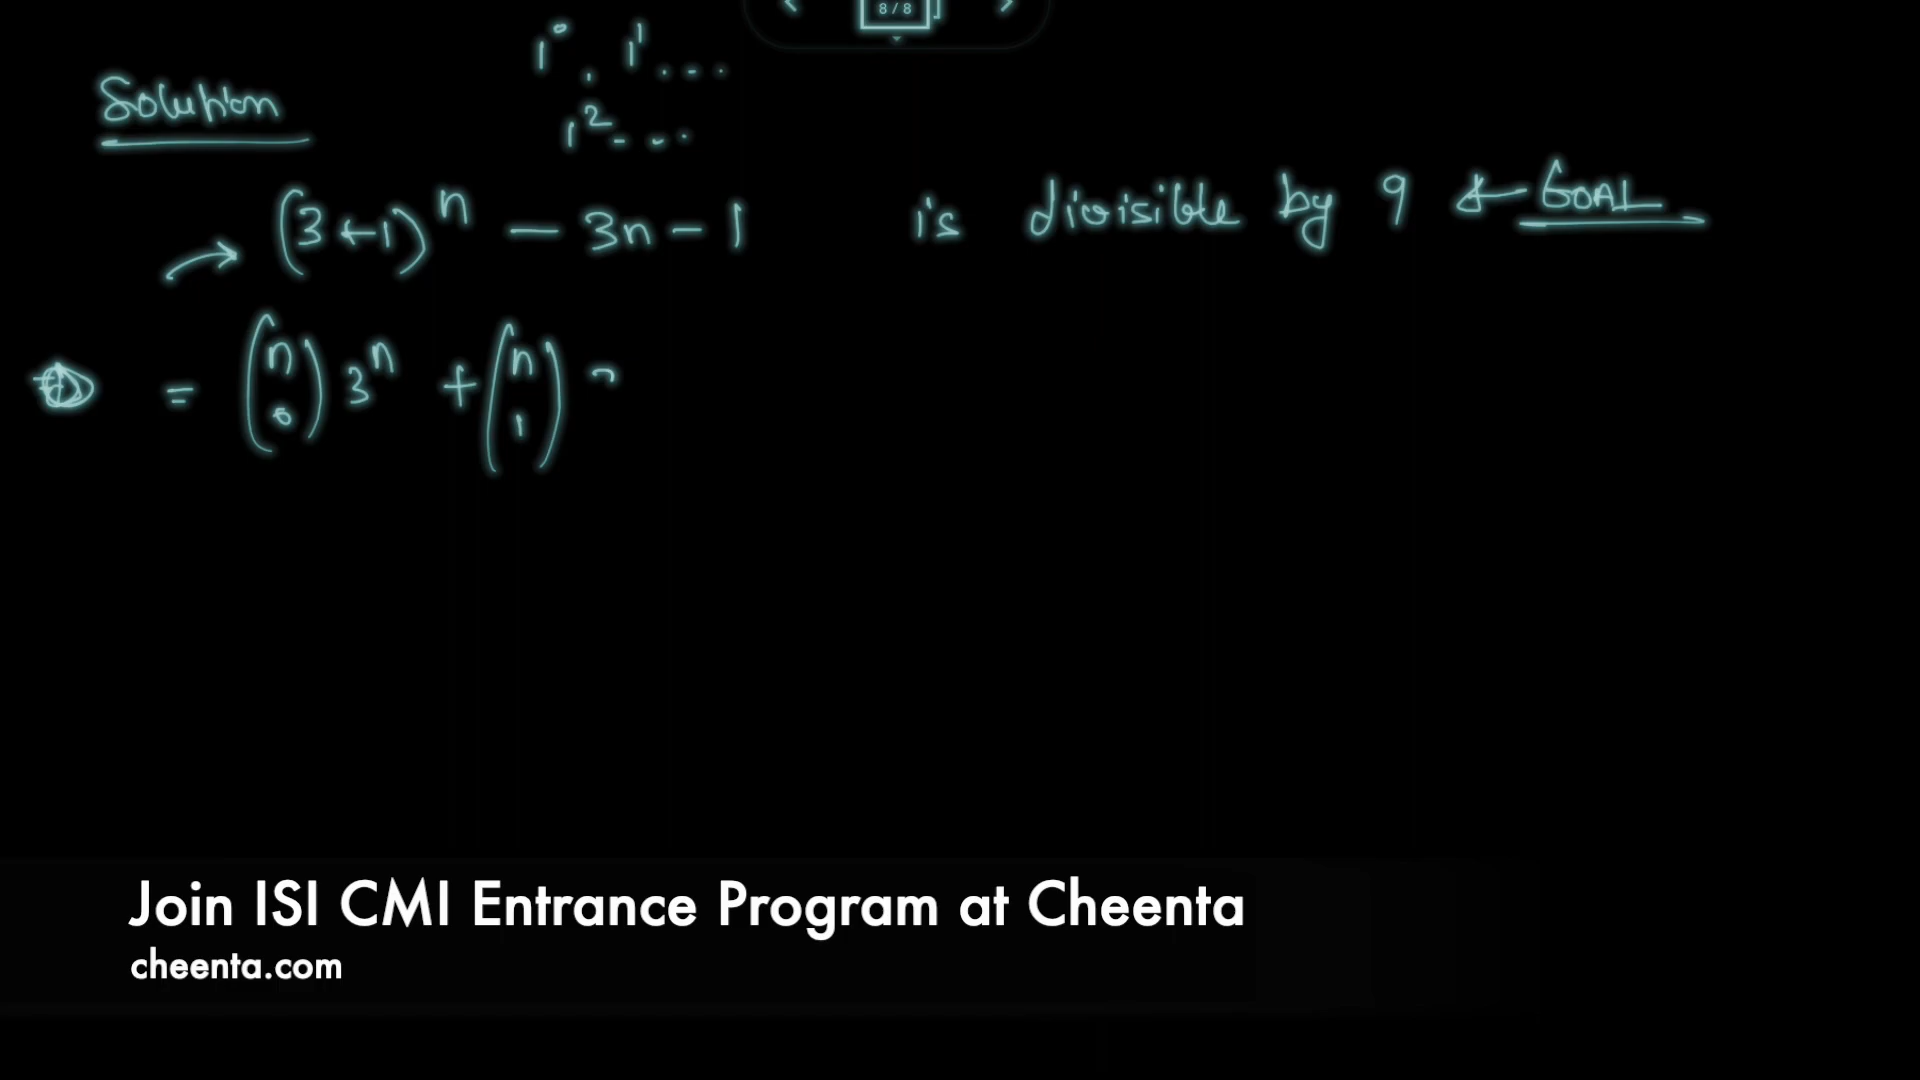 8/8
1⁰, 1¹...
Solution
1²-...
→ (3+1)ⁿ - 3n - 1 is divisible by 9 ← GOAL
= (n 0) 3ⁿ + (n 1)
Join ISI CMI Entrance Program at Cheenta
cheenta.com